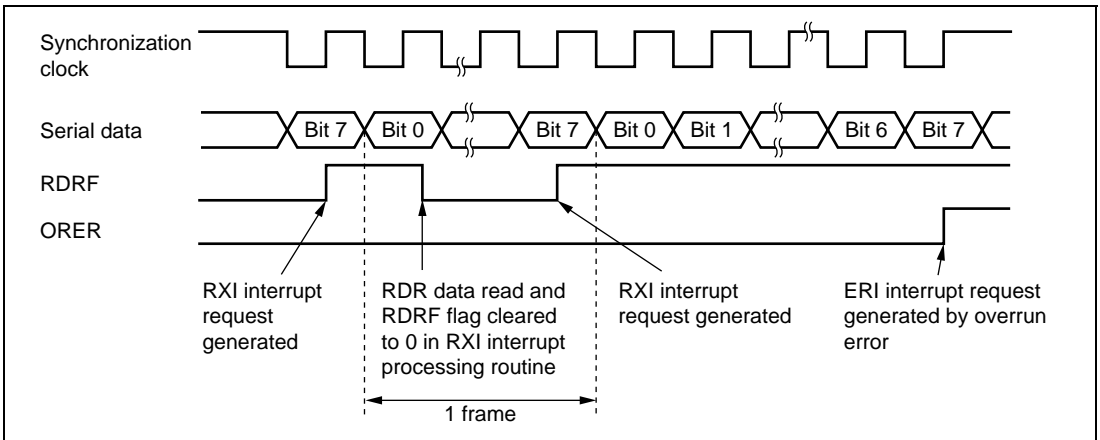 Synchronization
clock
Serial data
Bit 7 Bit 0 Bit 7 Bit 0 Bit 1 Bit 6 Bit 7
RDRF
ORER
RXI interrupt
request
generated
RDR data read and
RDRF flag cleared
to 0 in RXI interrupt
processing routine
RXI interrupt
request generated
ERI interrupt request
generated by overrun
error
1 frame